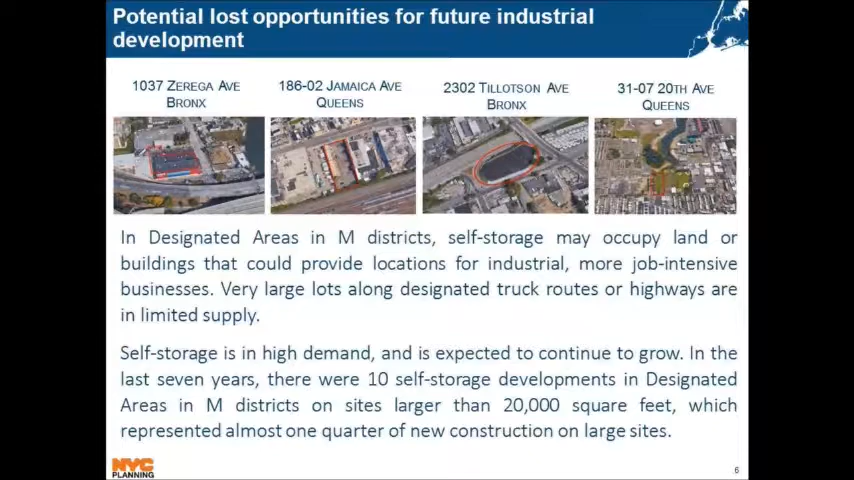 Potential lost opportunities for future industrial
development
1037 ZEREGA AVE
BRONX
186-02 JAMAICA AVE
QUEENS
2302 TILLOTSON AVE
BRONX
31-07 20TH AVE
QUEENS
In Designated Areas in M districts, self-storage may occupy land or
buildings that could provide locations for industrial, more job-intensive
businesses. Very large lots along designated truck routes or highways are
in limited supply.
Self-storage is in high demand, and is expected to continue to grow. In the
last seven years, there were 10 self-storage developments in Designated
Areas in M districts on sites larger than 20,000 square feet, which
represented almost one quarter of new construction on large sites.
NYC
PLANNING
6